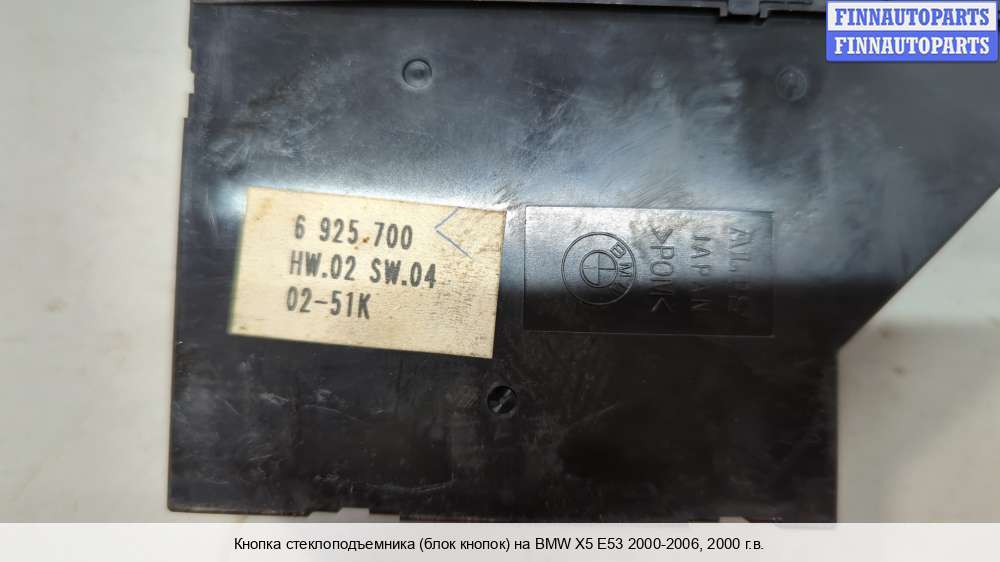 FINNAUTOPARTS
FINNAUTOPARTS
6 925.700
HW.02 SW.04
02-51K
BMW
ALPS
JAPAN
>POM<
Кнопка стеклоподъемника (блок кнопок) на BMW X5 E53 2000-2006, 2000 г.в.